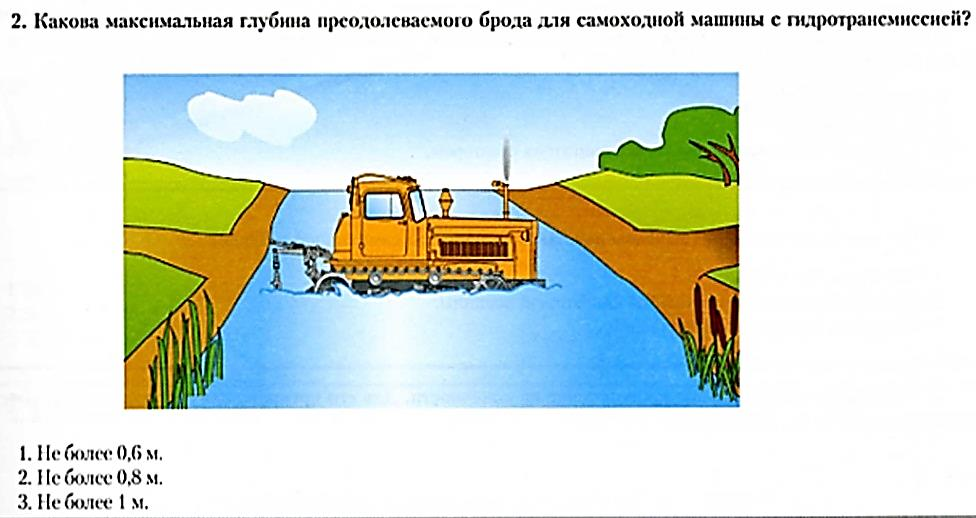 2. Какова максимальная глубина преодолеваемого брода для самоходной машины с гидротрансмиссией?
1. Не более 0,6 м.
2. Не более 0,8 м.
3. Не более 1 м.